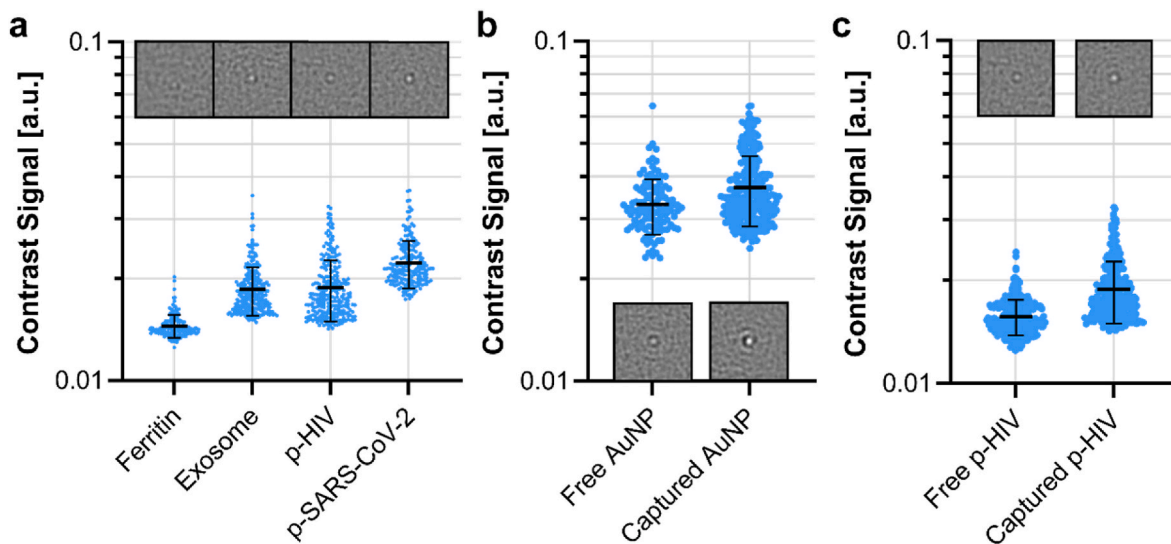 a
0.1
Contrast Signal [a.u.]
0.01
Ferritin
Exosome
p-HIV
p-SARS-CoV-2
b
0.1
Contrast Signal [a.u.]
0.01
Free AuNP
Captured AuNP
c
0.1
Contrast Signal [a.u.]
0.01
Free p-HIV
Captured p-HIV